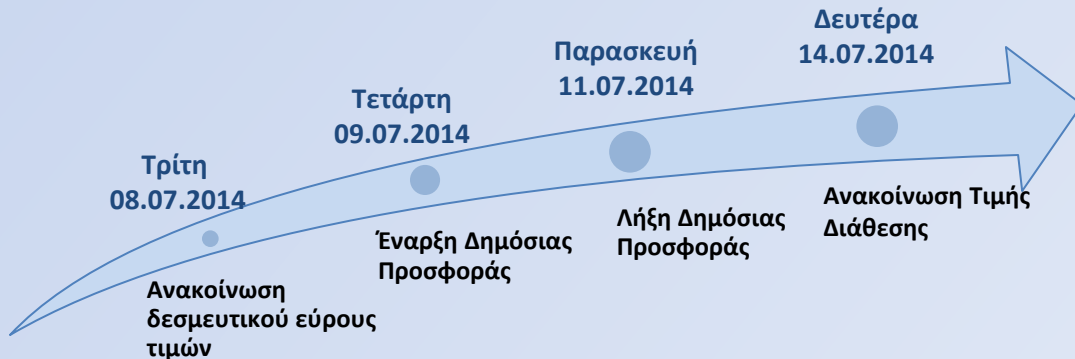 Τρίτη
08.07.2014
Ανακοίνωση
δεσμευτικού εύρους
τιμών
Τετάρτη
09.07.2014
Έναρξη Δημόσιας
Προσφοράς
Παρασκευή
11.07.2014
Λήξη Δημόσιας
Προσφοράς
Δευτέρα
14.07.2014
Ανακοίνωση Τιμής
Διάθεσης